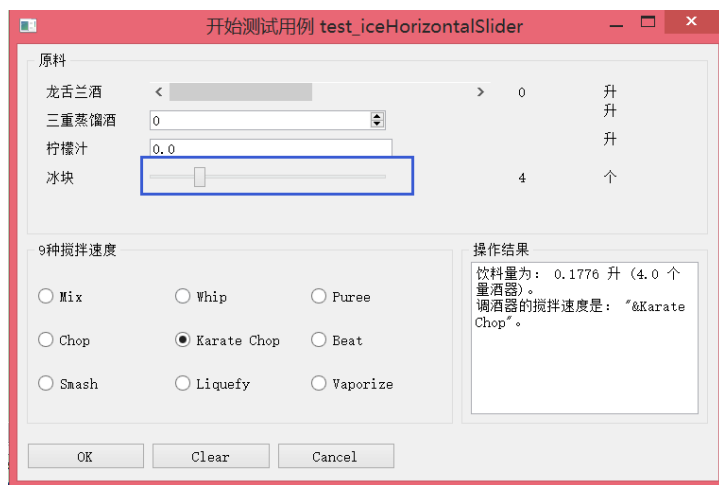 开始测试用例 test_iceHorizontalSlider
原料
龙舌兰酒 0 升
三重蒸馏酒 0 升
柠檬汁 0.0 升
冰块 4 个
9种搅拌速度
Mix Whip Puree
Chop Karate Chop Beat
Smash Liquefy Vaporize
操作结果
饮料量为: 0.1776 升 (4.0 个
量酒器)。
调酒器的搅拌速度是: "&Karate
Chop"。
OK Clear Cancel